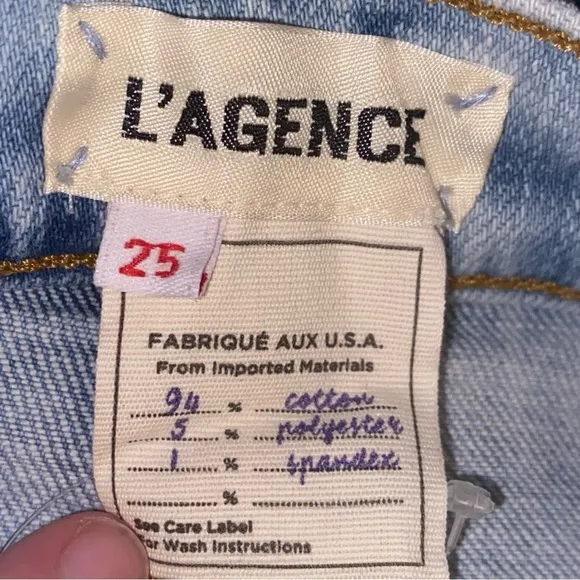 L'AGENCE
25
FABRIQUÉ AUX U.S.A.
From Imported Materials
94 % cotton
5 % polyester
1 % spandex
%
See Care Label
For Wash Instructions